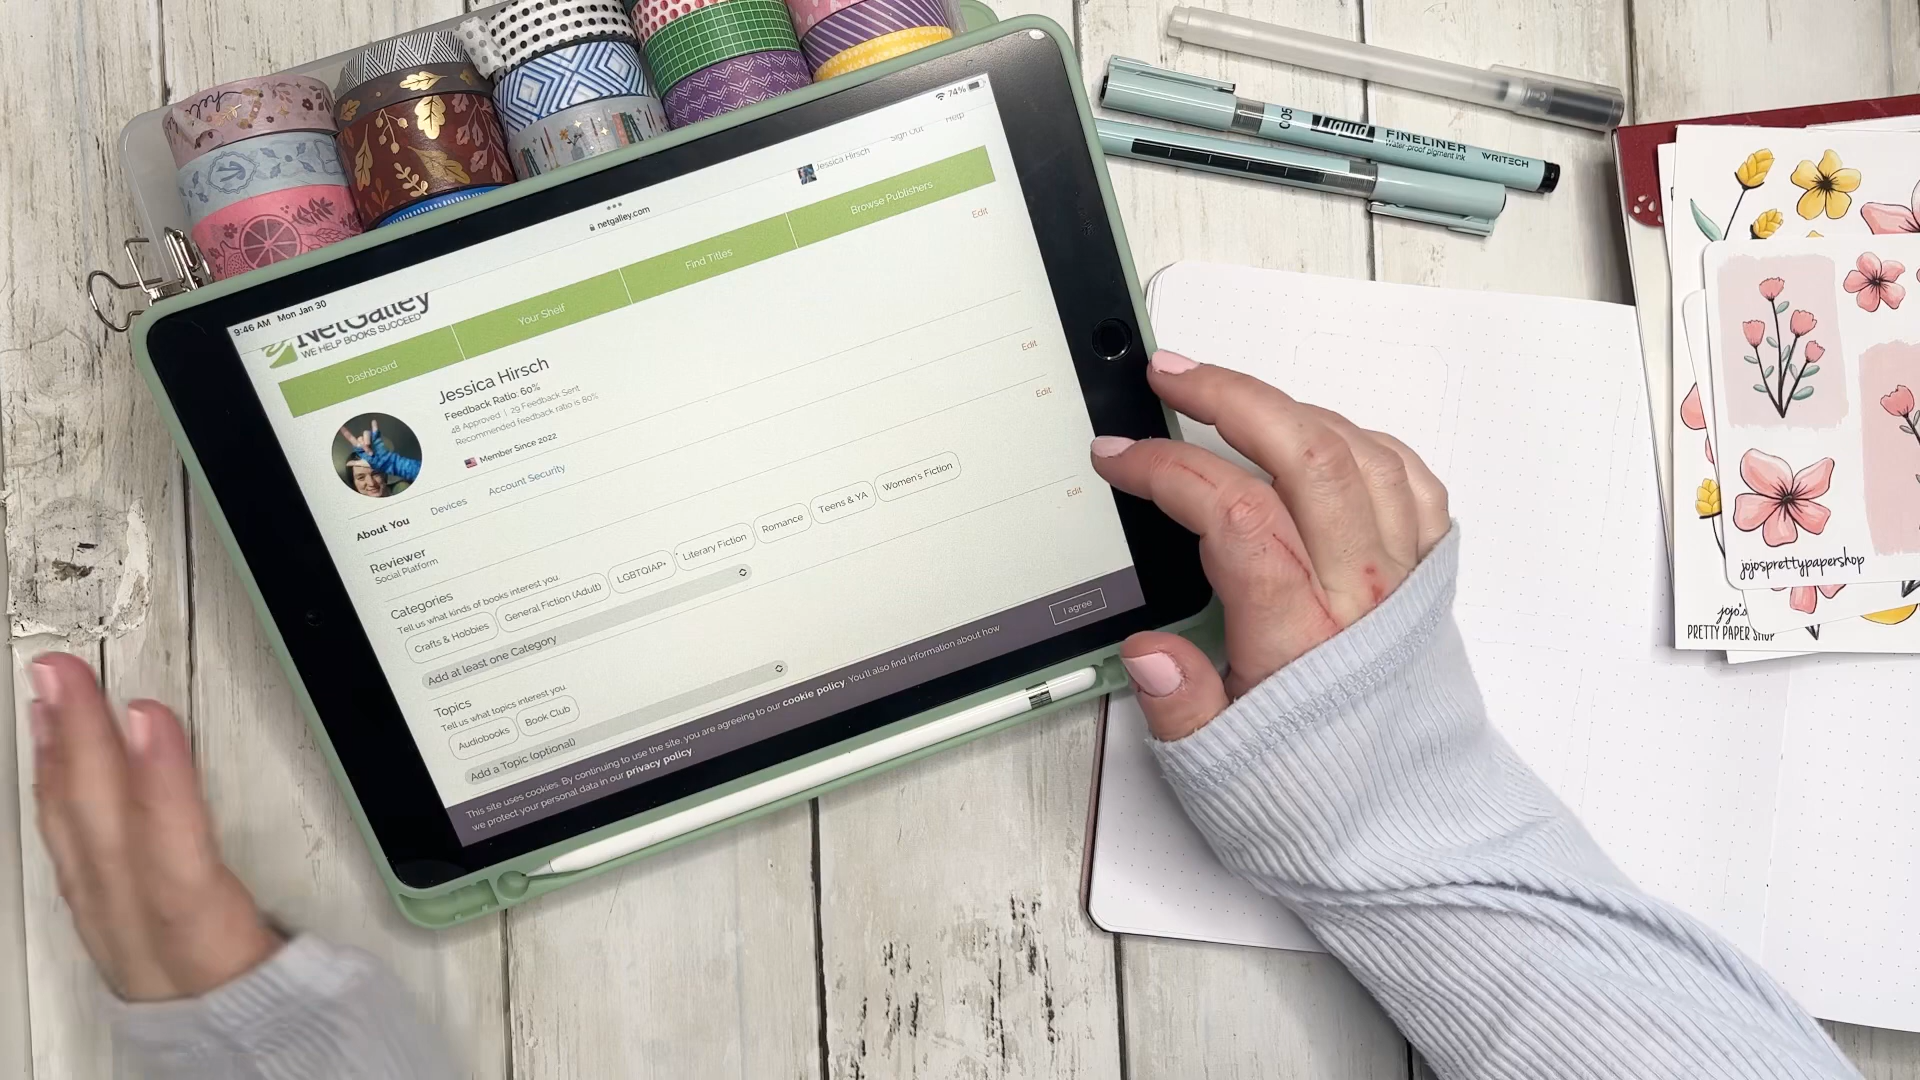 hello
9:46 AM Mon Jan 30
74%
netgalley.com
Jessica Hirsch
Sign Out
Help
NetGalley
WE HELP BOOKS SUCCEED
Dashboard
Your Shelf
Find Titles
Browse Publishers
Jessica Hirsch
Edit
Feedback Ratio: 60%
48 Approved | 29 Feedback Sent
Recommended feedback ratio is 80%
Member Since 2022
About You
Devices
Account Security
Reviewer
Edit
Social Platform
Categories
Edit
Tell us what kinds of books interest you.
Crafts & Hobbies
General Fiction (Adult)
LGBTQIAP+
Literary Fiction
Romance
Teens & YA
Women's Fiction
Add at least one Category
Topics
Edit
Tell us what topics interest you.
Audiobooks
Book Club
Add a Topic (optional)
This site uses cookies. By continuing to use the site, you are agreeing to our cookie policy. You'll also find information about how
we protect your personal data in our privacy policy
I agree
C05
Liquid
FINELINER
Water-proof pigment ink
WRITECH
jojosprettypapershop
jojo's
PRETTY PAPER SHOP